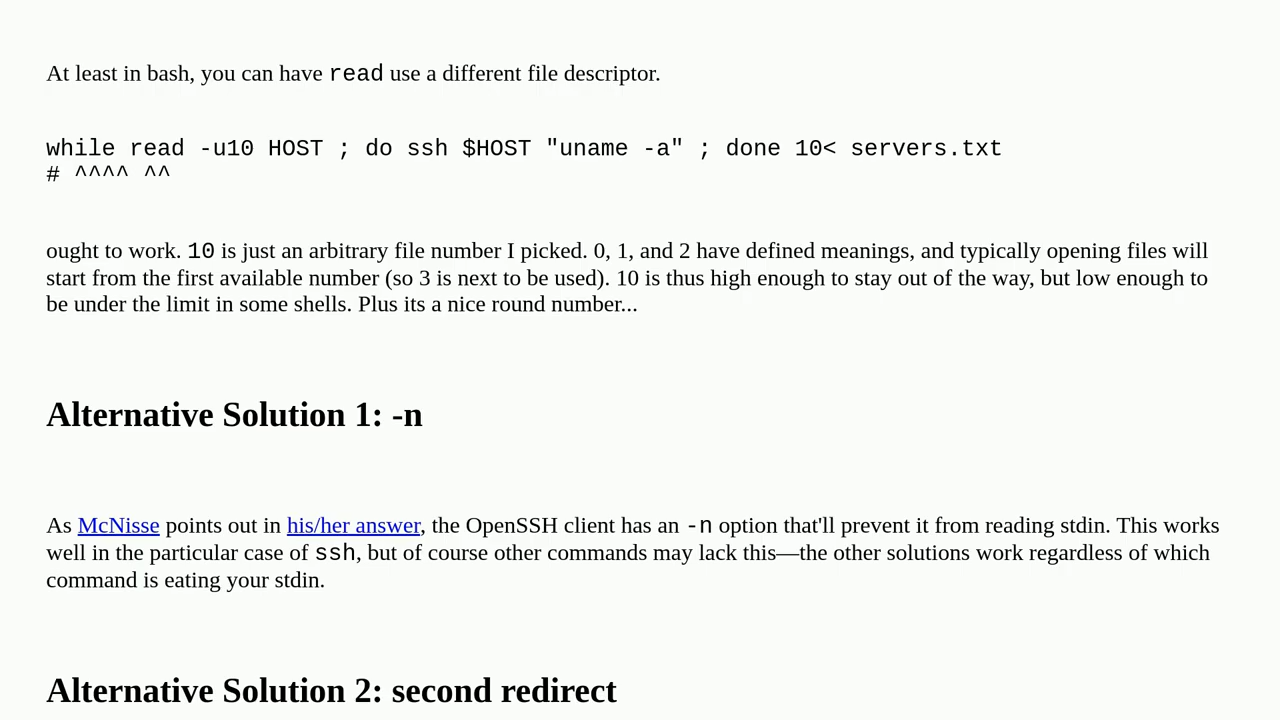 At least in bash, you can have read use a different file descriptor.
while read -u10 HOST ; do ssh $HOST "uname -a" ; done 10< servers.txt
# ^^^^ ^^
ought to work. 10 is just an arbitrary file number I picked. 0, 1, and 2 have defined meanings, and typically opening files will
start from the first available number (so 3 is next to be used). 10 is thus high enough to stay out of the way, but low enough to
be under the limit in some shells. Plus its a nice round number...
Alternative Solution 1: -n
As McNisse points out in his/her answer, the OpenSSH client has an -n option that'll prevent it from reading stdin. This works
well in the particular case of ssh, but of course other commands may lack this—the other solutions work regardless of which
command is eating your stdin.
Alternative Solution 2: second redirect